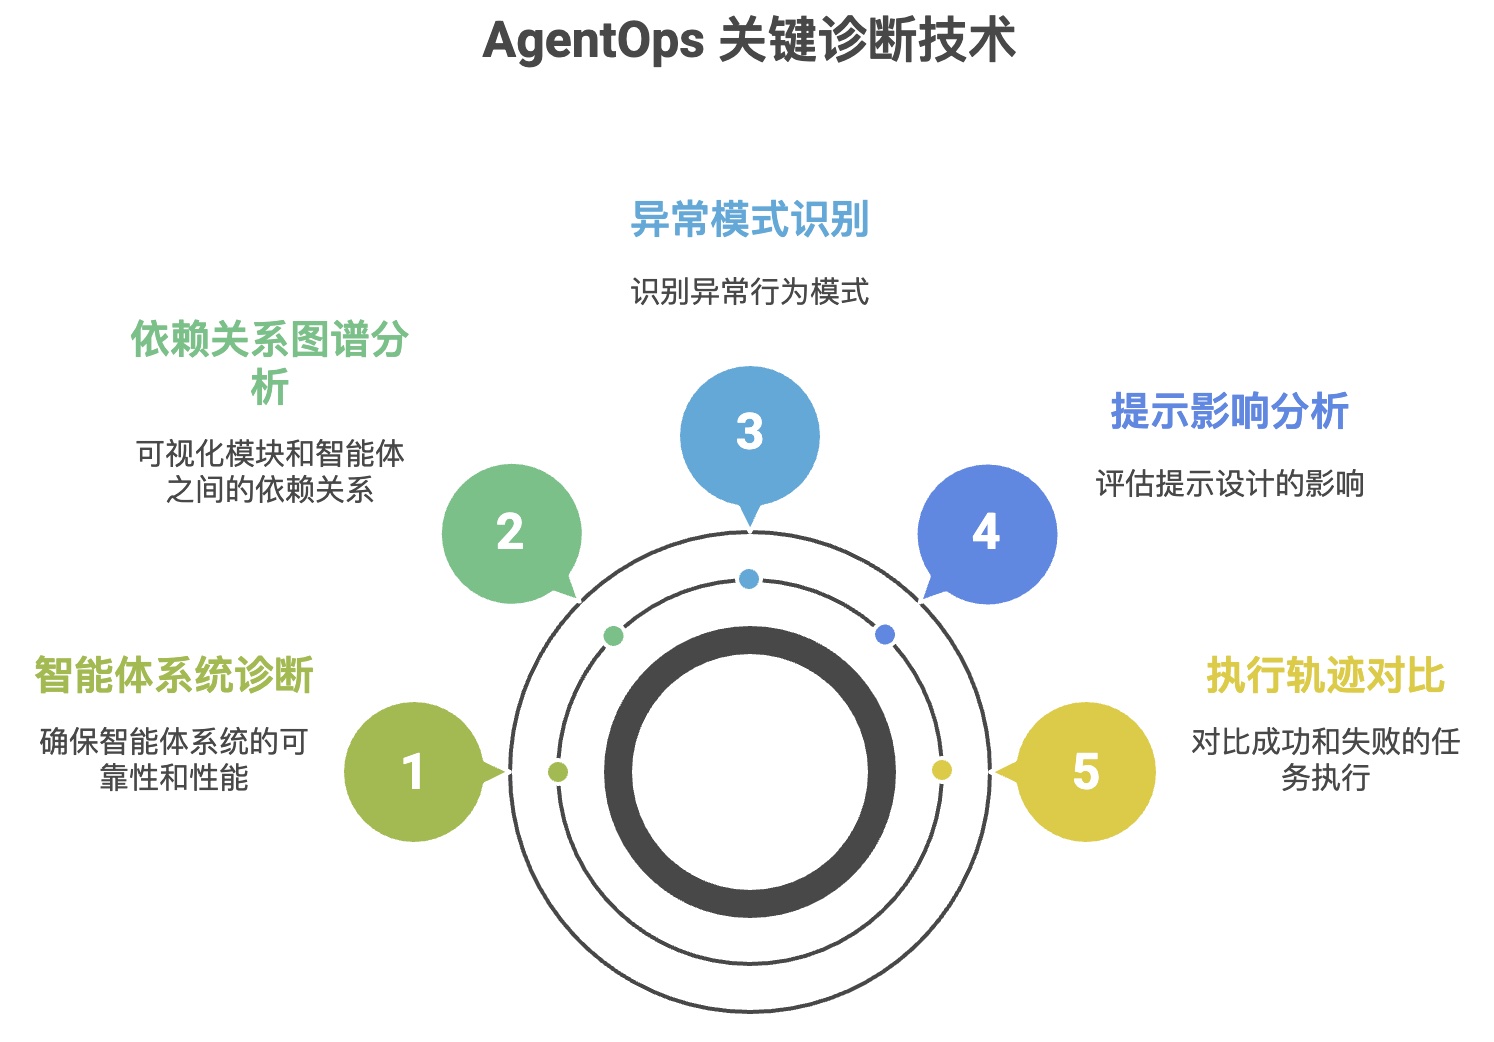 AgentOps 关键诊断技术
异常模式识别
识别异常行为模式
3
依赖关系图谱分
析
可视化模块和智能体
之间的依赖关系
2
提示影响分析
评估提示设计的影响
4
智能体系统诊断
确保智能体系统的可
靠性和性能
1
执行轨迹对比
对比成功和失败的任
务执行
5